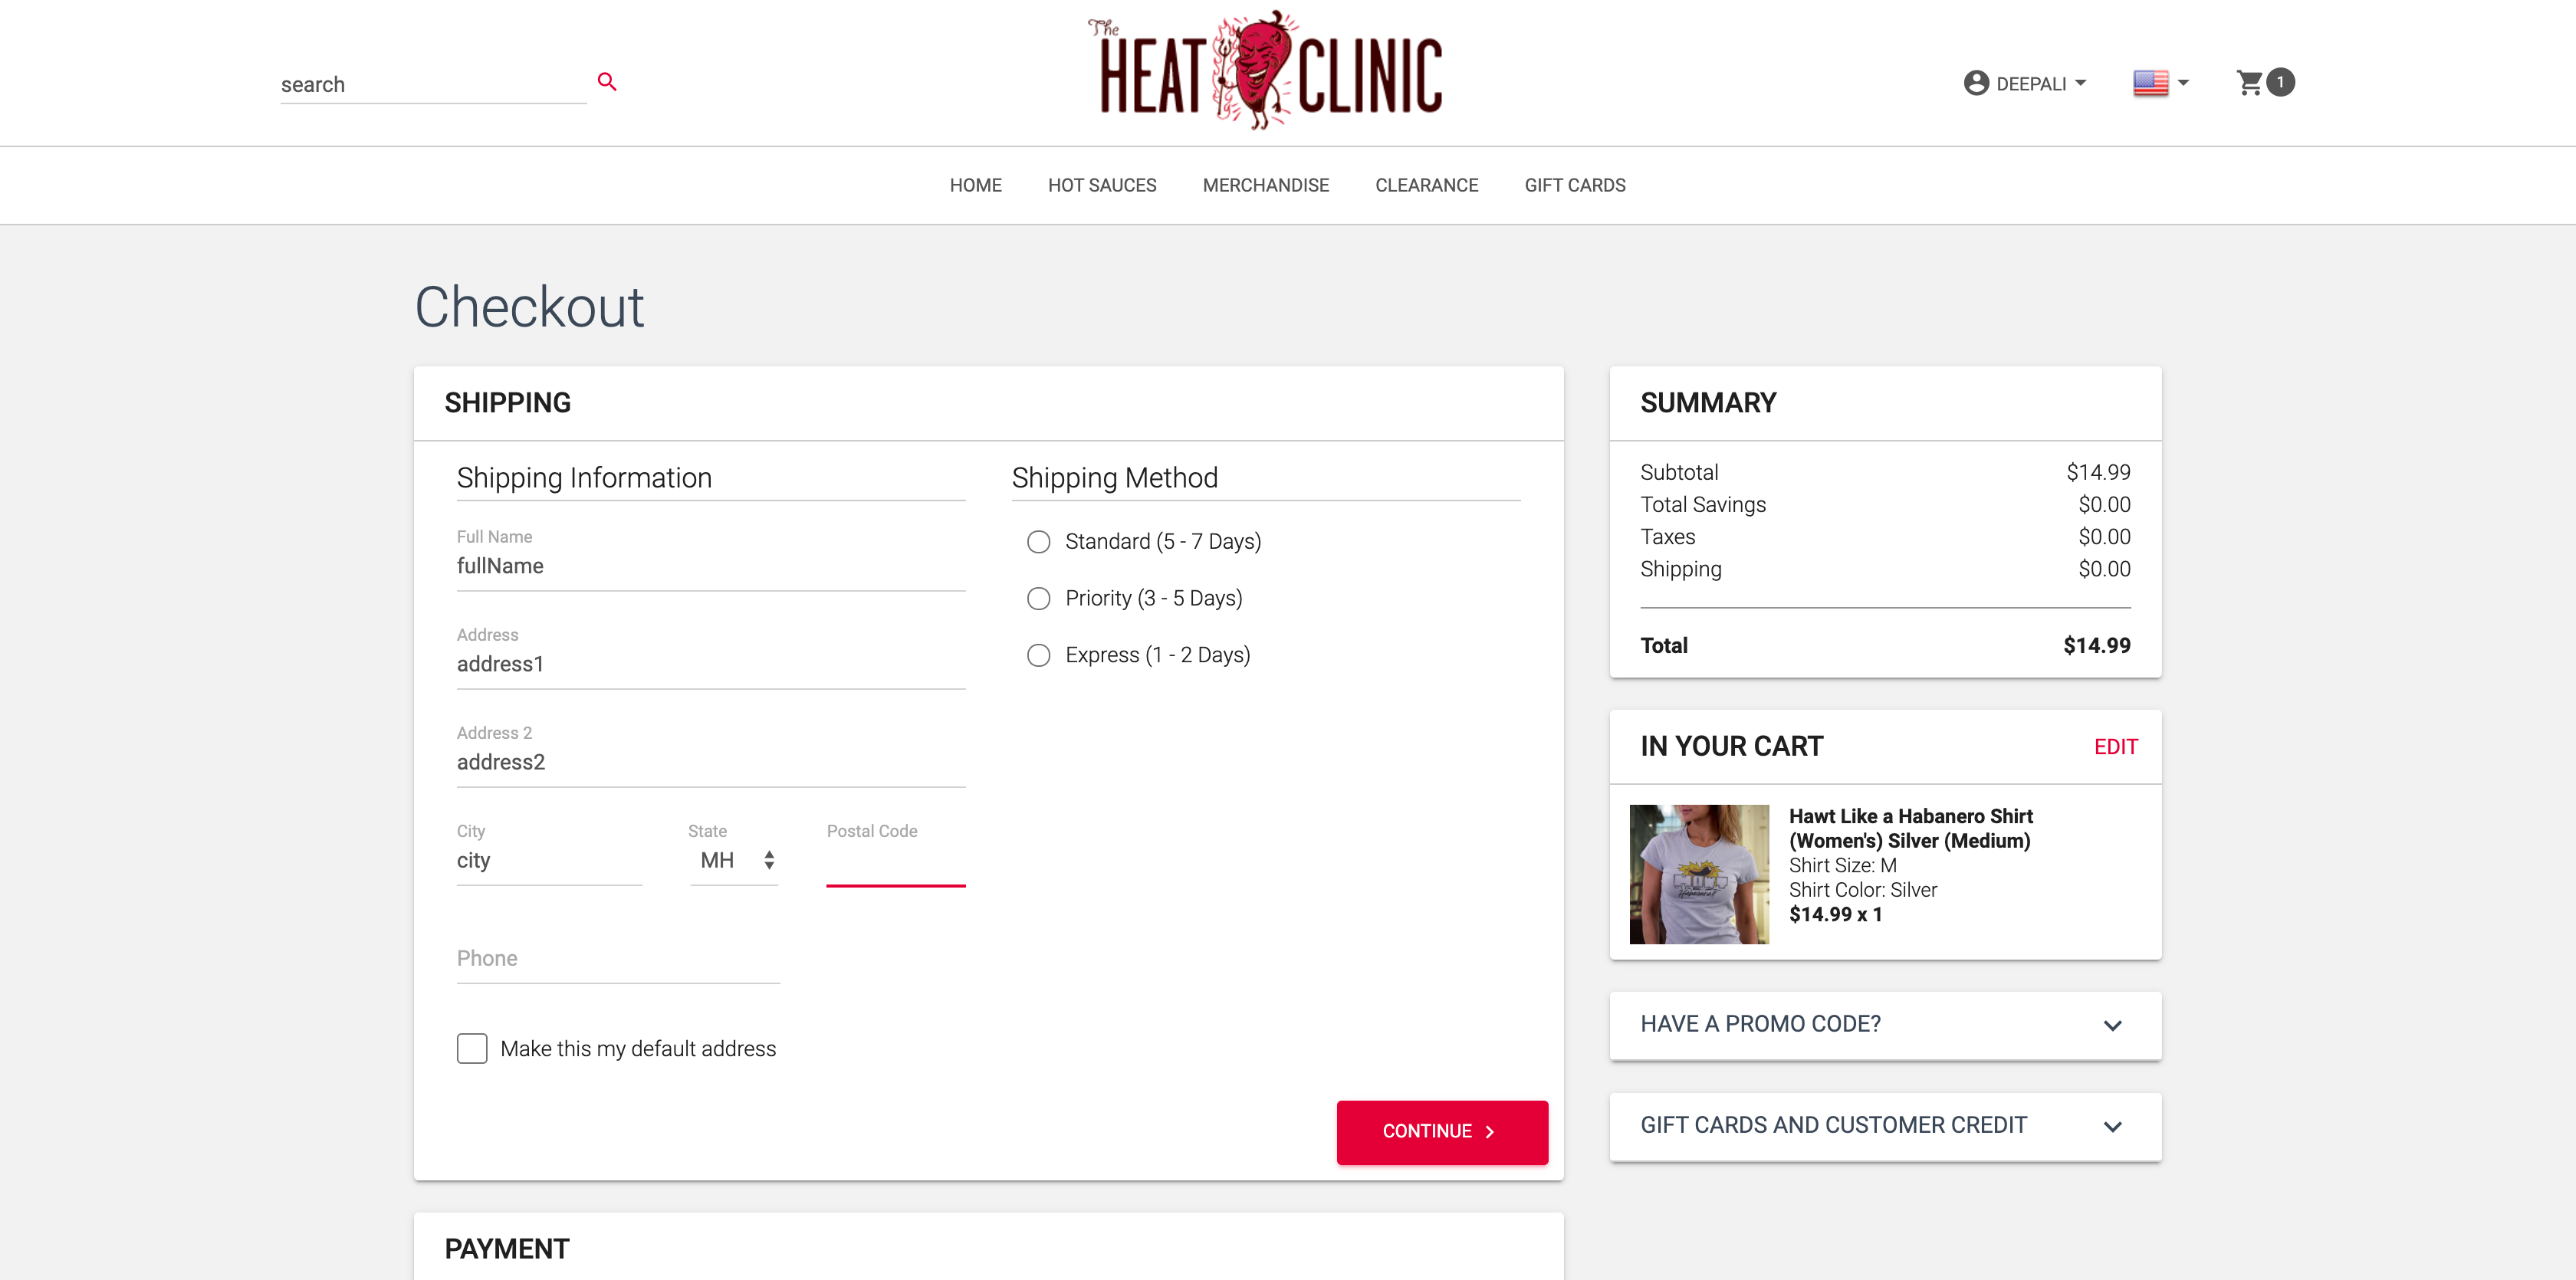 The
HEAT CLINIC
search
DEEPALI
1
HOME HOT SAUCES MERCHANDISE CLEARANCE GIFT CARDS
Checkout
SHIPPING
Shipping Information
Full Name
fullName
Address
address1
Address 2
address2
City State Postal Code
city MH
Phone
Make this my default address
Shipping Method
Standard (5 - 7 Days)
Priority (3 - 5 Days)
Express (1 - 2 Days)
CONTINUE
PAYMENT
SUMMARY
Subtotal $14.99
Total Savings $0.00
Taxes $0.00
Shipping $0.00
Total $14.99
IN YOUR CART EDIT
Hawt Like a Habanero Shirt
(Women's) Silver (Medium)
Shirt Size: M
Shirt Color: Silver
$14.99 x 1
HAVE A PROMO CODE?
GIFT CARDS AND CUSTOMER CREDIT